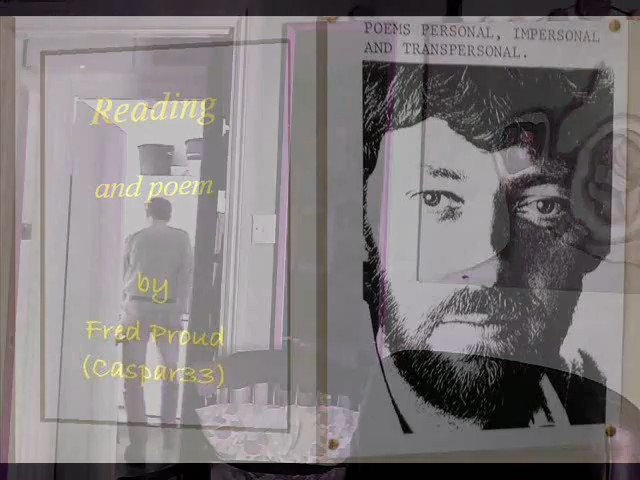 Reading
and poem
by
Fred Proud
(Caspar33)
POEMS PERSONAL, IMPERSONAL
AND TRANSPERSONAL.